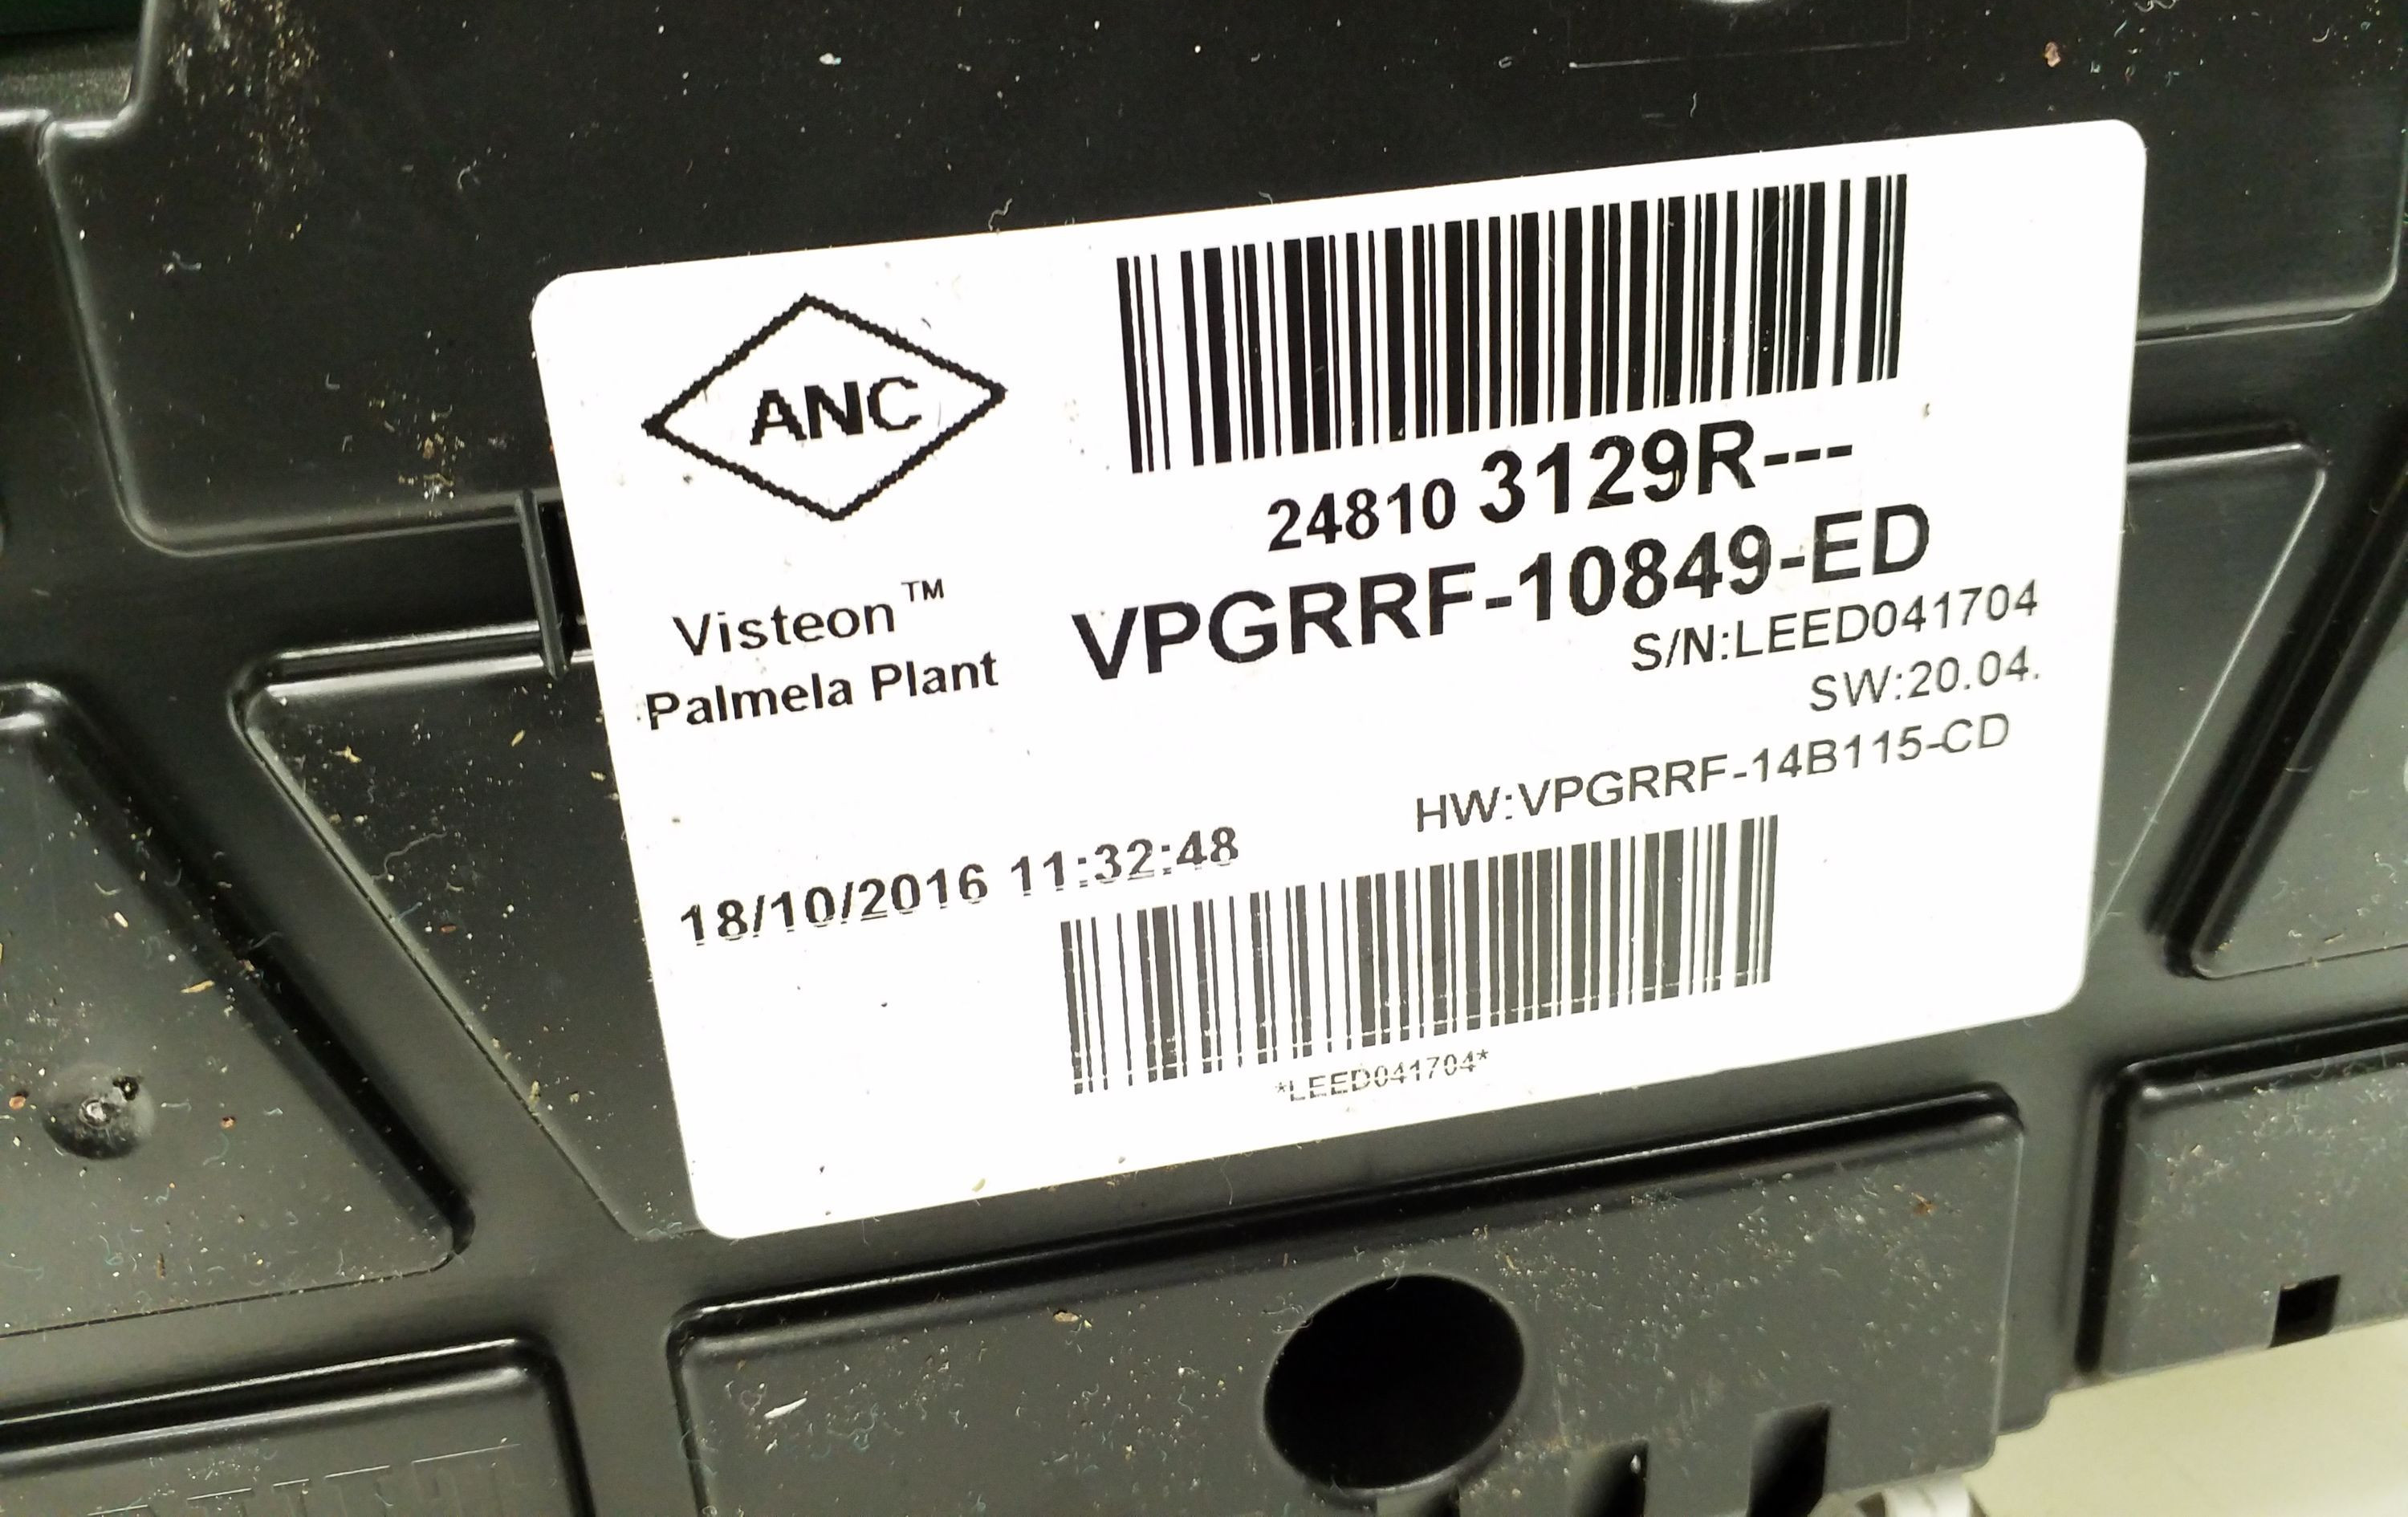 ANC
24810 3129R---
VPGRRF-10849-ED
Visteon™
Palmela Plant
S/N:LEED041704
SW:20.04.
HW:VPGRRF-14B115-CD
18/10/2016 11:32:48
*LEED041704*